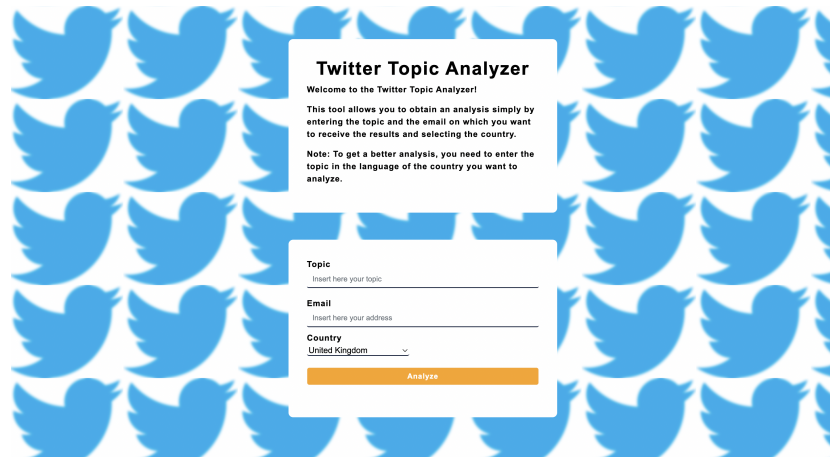 Twitter Topic Analyzer
Welcome to the Twitter Topic Analyzer!
This tool allows you to obtain an analysis simply by
entering the topic and the email on which you want
to receive the results and selecting the country.
Note: To get a better analysis, you need to enter the
topic in the language of the country you want to
analyze.
Topic
Insert here your topic
Email
Insert here your address
Country
United Kingdom
Analyze